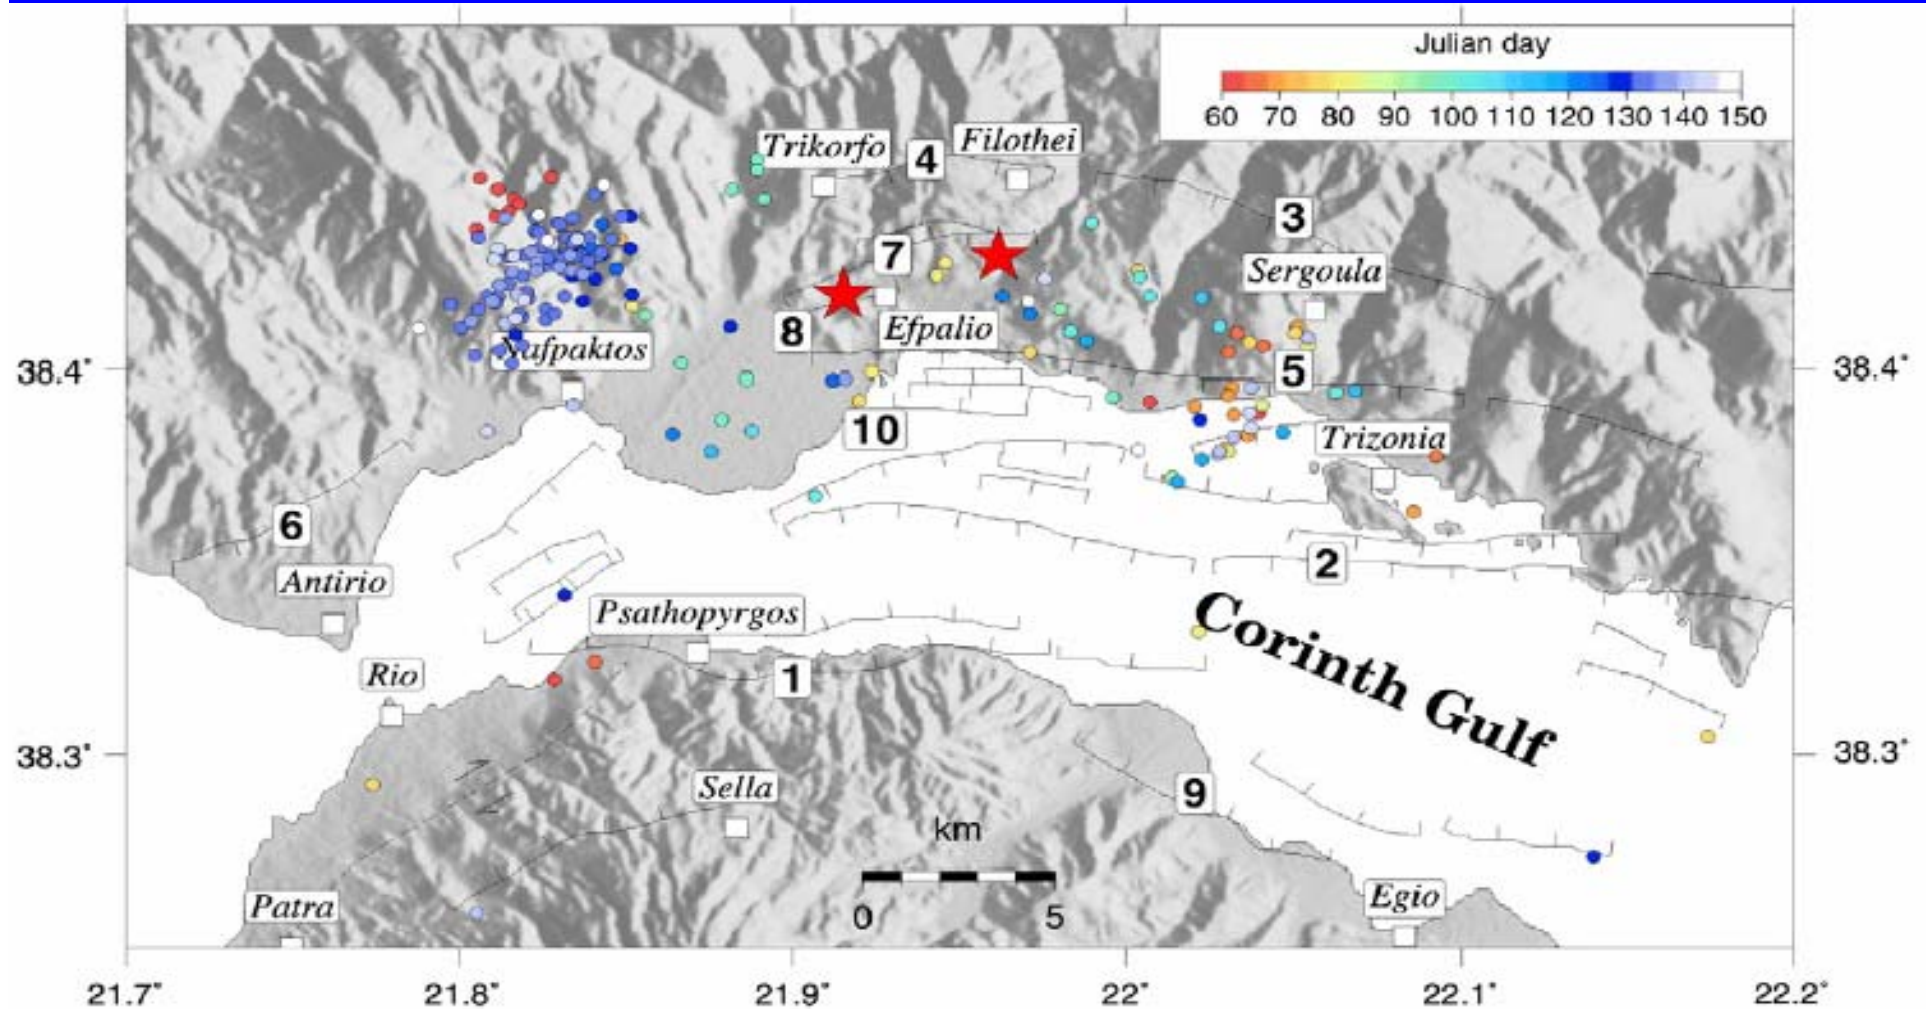 Julian day
60 70 80 90 100 110 120 130 140 150
Trikorfo
4
Filothei
3
7
Sergoula
8
Efpalio
Nafpaktos
38.4°
38.4°
5
10
Trizonia
6
2
Antirio
Psathopyrgos
Corinth Gulf
Rio
1
38.3°
38.3°
Sella
9
km
0 5
Patra
Egio
21.7° 21.8° 21.9° 22° 22.1° 22.2°